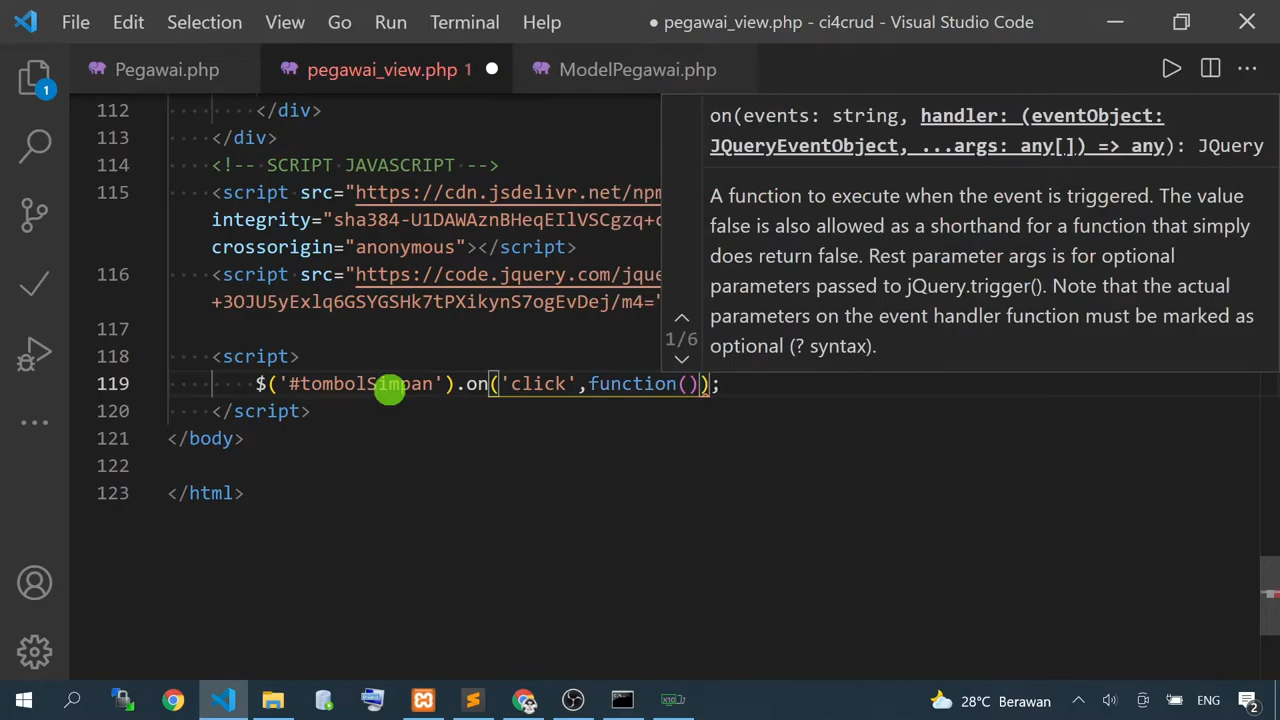 File Edit Selection View Go Run Terminal Help
● pegawai_view.php - ci4crud - Visual Studio Code
Pegawai.php
pegawai_view.php 1 ●
ModelPegawai.php
1
112 </div>
113 </div>
114 <!-- SCRIPT JAVASCRIPT -->
115 <script src="https://cdn.jsdelivr.net/npm
integrity="sha384-U1DAWAznBHeqEIlVSCgzq+c
crossorigin="anonymous"></script>
116 <script src="https://code.jquery.com/jque
+3OJU5yExlq6GSYGSHk7tPXikynS7ogEvDej/m4="
117
118 <script>
119 $('#tombolSimpan').on('click',function());
120 </script>
121 </body>
122
123 </html>
on(events: string, handler: (eventObject:
JQueryEventObject, ...args: any[]) => any): JQuery
A function to execute when the event is triggered. The value
false is also allowed as a shorthand for a function that simply
does return false. Rest parameter args is for optional
parameters passed to jQuery.trigger(). Note that the actual
parameters on the event handler function must be marked as
optional (? syntax).
1/6
28°C Berawan
ENG
2